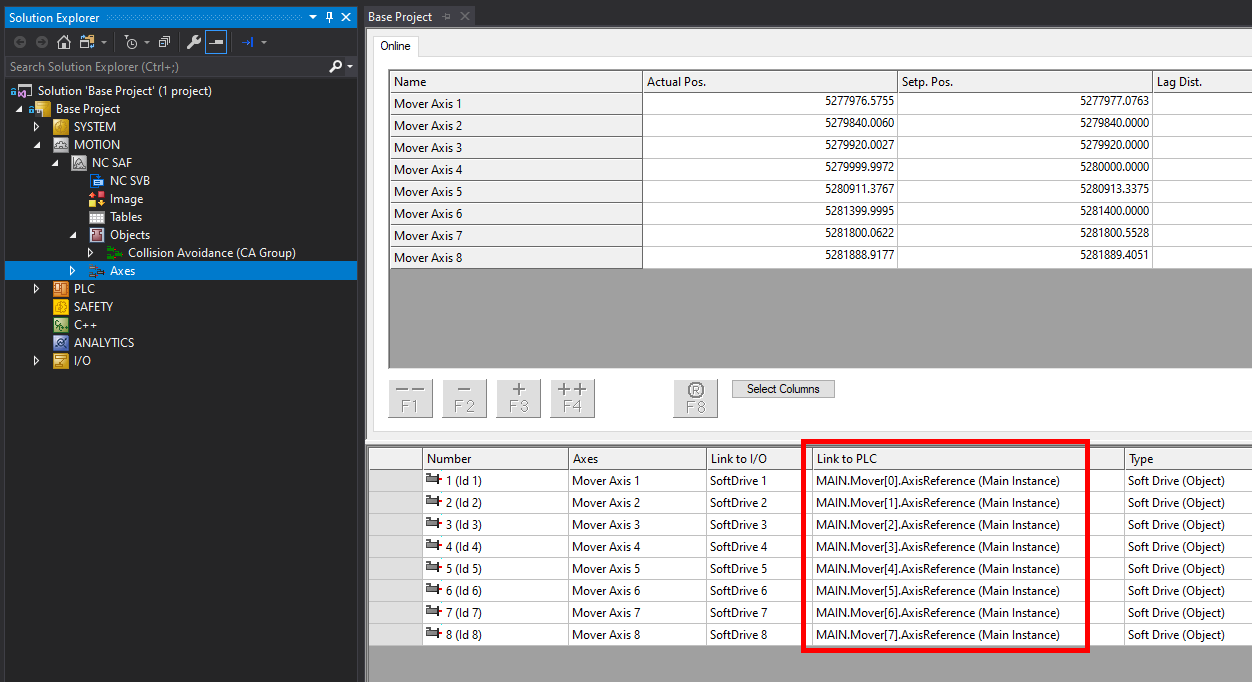 Solution Explorer
Search Solution Explorer (Ctrl+;)
Solution 'Base Project' (1 project)
Base Project
SYSTEM
MOTION
NC SAF
NC SVB
Image
Tables
Objects
Collision Avoidance (CA Group)
Axes
PLC
SAFETY
C++
ANALYTICS
I/O
Base Project
Online
Name Actual Pos. Setp. Pos. Lag Dist.
Mover Axis 1 5277976.5755 5277977.0763
Mover Axis 2 5279840.0060 5279840.0000
Mover Axis 3 5279920.0027 5279920.0000
Mover Axis 4 5279999.9972 5280000.0000
Mover Axis 5 5280911.3767 5280913.3375
Mover Axis 6 5281399.9995 5281400.0000
Mover Axis 7 5281800.0622 5281800.5528
Mover Axis 8 5281888.9177 5281889.4051
-- - + ++ ®
F1 F2 F3 F4 F8
Select Columns
Number Axes Link to I/O Link to PLC Type
1 (Id 1) Mover Axis 1 SoftDrive 1 MAIN.Mover[0].AxisReference (Main Instance) Soft Drive (Object)
2 (Id 2) Mover Axis 2 SoftDrive 2 MAIN.Mover[1].AxisReference (Main Instance) Soft Drive (Object)
3 (Id 3) Mover Axis 3 SoftDrive 3 MAIN.Mover[2].AxisReference (Main Instance) Soft Drive (Object)
4 (Id 4) Mover Axis 4 SoftDrive 4 MAIN.Mover[3].AxisReference (Main Instance) Soft Drive (Object)
5 (Id 5) Mover Axis 5 SoftDrive 5 MAIN.Mover[4].AxisReference (Main Instance) Soft Drive (Object)
6 (Id 6) Mover Axis 6 SoftDrive 6 MAIN.Mover[5].AxisReference (Main Instance) Soft Drive (Object)
7 (Id 7) Mover Axis 7 SoftDrive 7 MAIN.Mover[6].AxisReference (Main Instance) Soft Drive (Object)
8 (Id 8) Mover Axis 8 SoftDrive 8 MAIN.Mover[7].AxisReference (Main Instance) Soft Drive (Object)